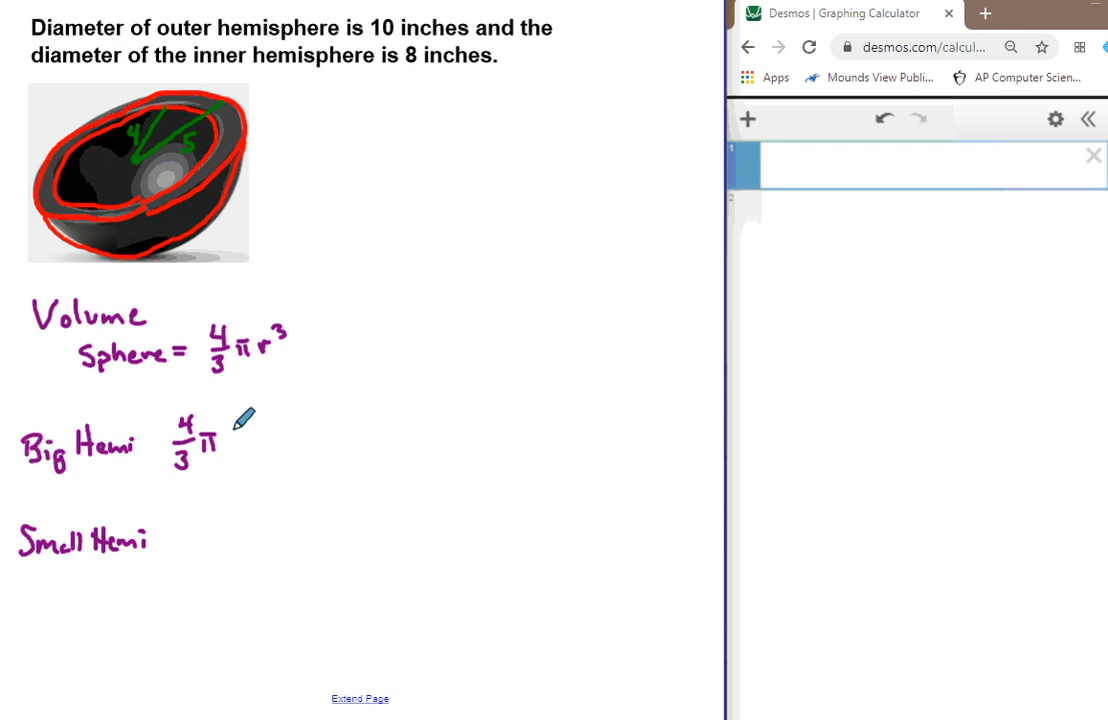 Diameter of outer hemisphere is 10 inches and the
diameter of the inner hemisphere is 8 inches.
4
5
Volume
Sphere = 4/3 π r³
Big Hemi 4/3 π
Small Hemi
Extend Page
Desmos | Graphing Calculator
desmos.com/calcul...
Apps Mounds View Publi... AP Computer Scien...
1
2